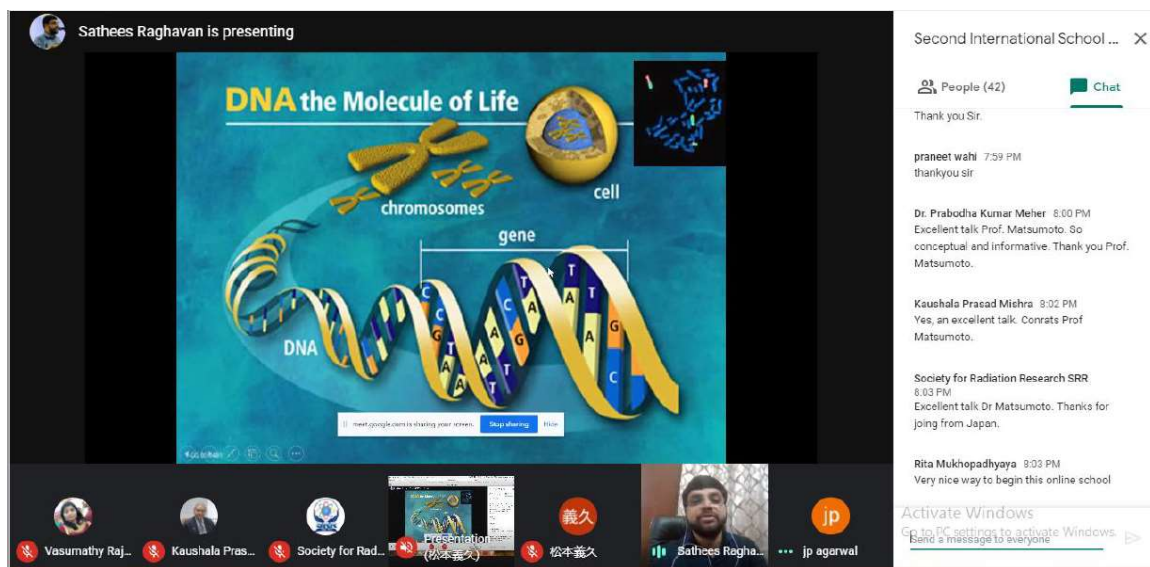 Sathees Raghavan is presenting
DNA the Molecule of Life
chromosomes
cell
gene
DNA
C
C
G
T
A
A
A
A
T
T
C
T
A
G
T
A
T
A
G
C
meet.google.com is sharing your screen.
Stop sharing
Hide
Vasumathy Raj...
Kaushala Pras...
Society for Rad...
Presentation
(松本義久)
義久
松本義久
Sathees Ragha...
jp
jp agarwal
Second International School ...
People (42)
Chat
Thank you Sir.
praneet wahi 7:59 PM
thankyou sir
Dr. Prabodha Kumar Meher 8:00 PM
Excellent talk Prof. Matsumoto. So
conceptual and informative. Thank you Prof.
Matsumoto.
Kaushala Prasad Mishra 8:02 PM
Yes, an excellent talk. Conrats Prof
Matsumoto.
Society for Radiation Research SRR
8:03 PM
Excellent talk Dr Matsumoto. Thanks for
joing from Japan.
Rita Mukhopadhyaya 8:03 PM
Very nice way to begin this online school
Activate Windows
Go to PC settings to activate Windows.
Send a message to everyone